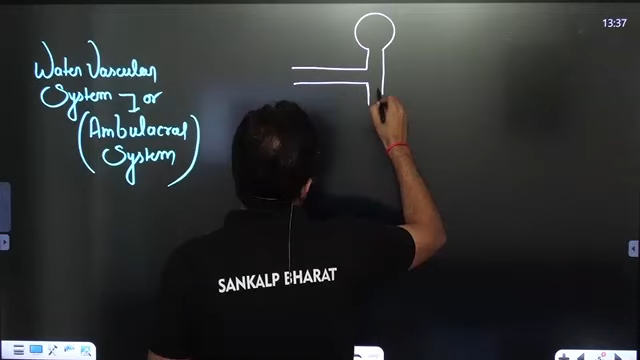 13:37
Water Vascular
System or
(Ambulacral
System)
SANKALP BHARAT